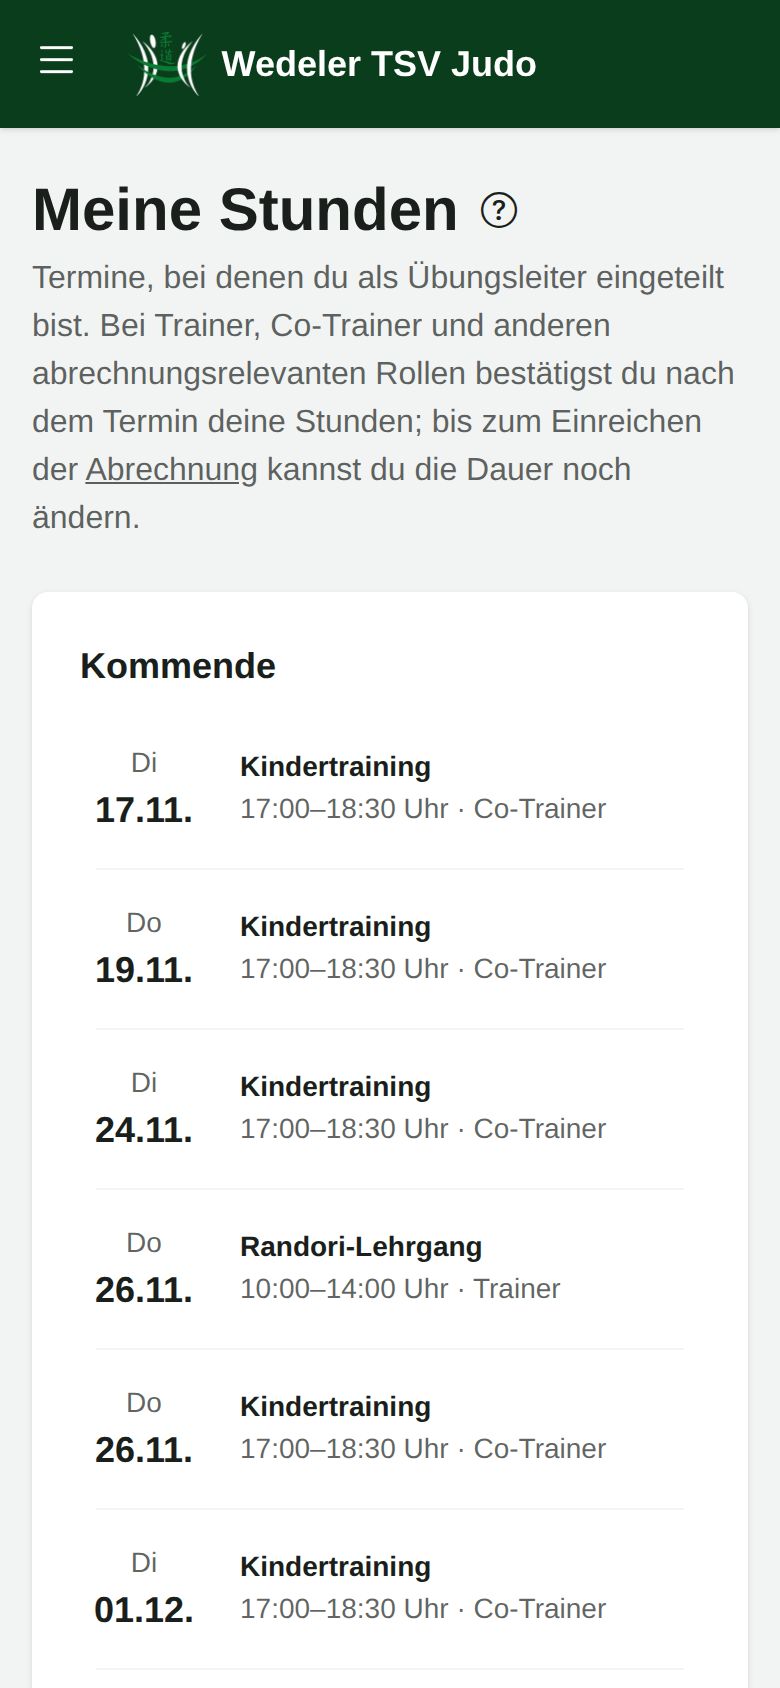 柔道
Wedeler TSV Judo
Meine Stunden ?
Termine, bei denen du als Übungsleiter eingeteilt
bist. Bei Trainer, Co-Trainer und anderen
abrechnungsrelevanten Rollen bestätigst du nach
dem Termin deine Stunden; bis zum Einreichen
der Abrechnung kannst du die Dauer noch
ändern.
Kommende
Di
17.11.
Kindertraining
17:00–18:30 Uhr · Co-Trainer
Do
19.11.
Kindertraining
17:00–18:30 Uhr · Co-Trainer
Di
24.11.
Kindertraining
17:00–18:30 Uhr · Co-Trainer
Do
26.11.
Randori-Lehrgang
10:00–14:00 Uhr · Trainer
Do
26.11.
Kindertraining
17:00–18:30 Uhr · Co-Trainer
Di
01.12.
Kindertraining
17:00–18:30 Uhr · Co-Trainer